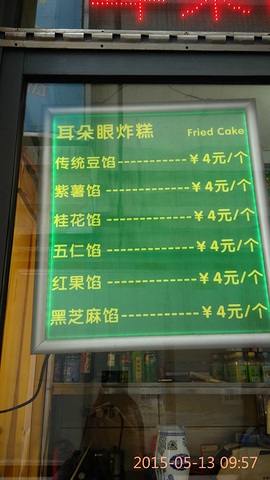 耳朵眼炸糕 Fried Cake
传统豆馅-----------¥4元/个
紫薯馅--------------¥4元/个
桂花馅--------------¥4元/个
五仁馅--------------¥4元/个
红果馅--------------¥4元/个
黑芝麻馅-----------¥4元/个
2015-05-13 09:57